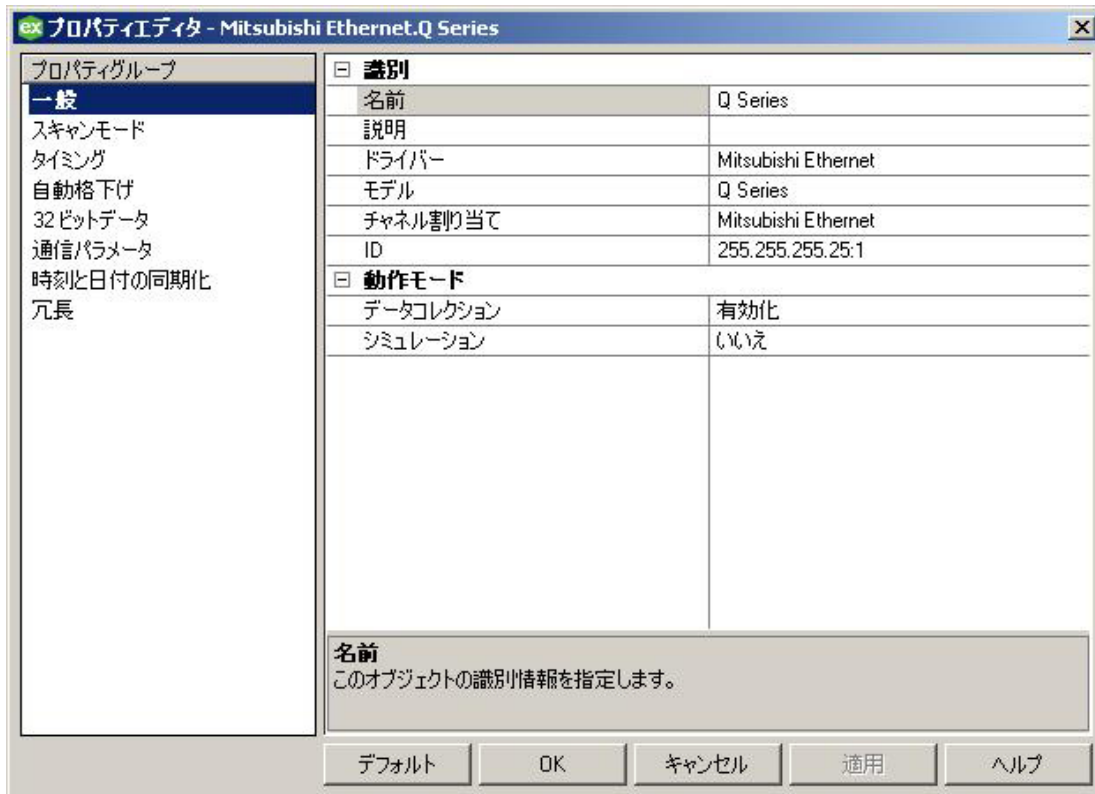 ex プロパティエディタ - Mitsubishi Ethernet.Q Series
プロパティグループ
一般
スキャンモード
タイミング
自動格下げ
32 ビットデータ
通信パラメータ
時刻と日付の同期化
冗長
識別
名前 Q Series
説明
ドライバー Mitsubishi Ethernet
モデル Q Series
チャネル割り当て Mitsubishi Ethernet
ID 255.255.255.25:1
動作モード
データコレクション 有効化
シミュレーション いいえ
名前
このオブジェクトの識別情報を指定します。
デフォルト OK キャンセル 適用 ヘルプ